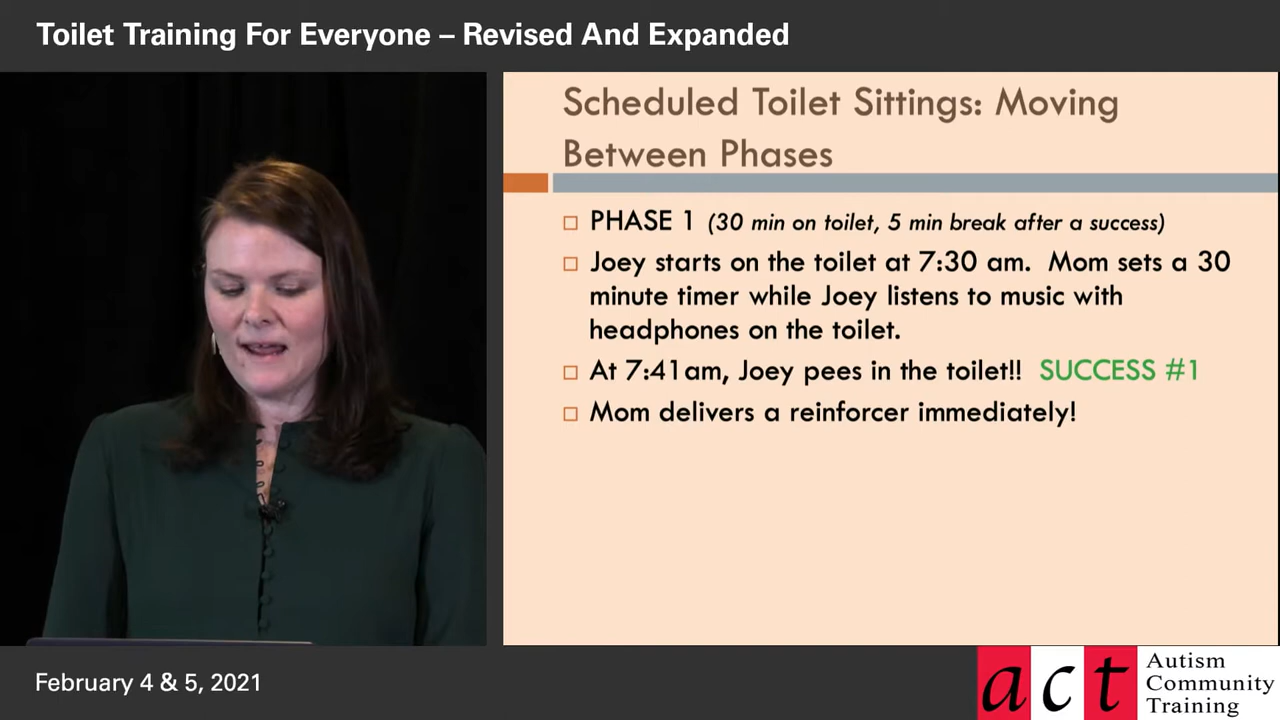 Toilet Training For Everyone – Revised And Expanded
Scheduled Toilet Sittings: Moving
Between Phases
PHASE 1 (30 min on toilet, 5 min break after a success)
Joey starts on the toilet at 7:30 am. Mom sets a 30
minute timer while Joey listens to music with
headphones on the toilet.
At 7:41am, Joey pees in the toilet!! SUCCESS #1
Mom delivers a reinforcer immediately!
February 4 & 5, 2021
act
Autism
Community
Training